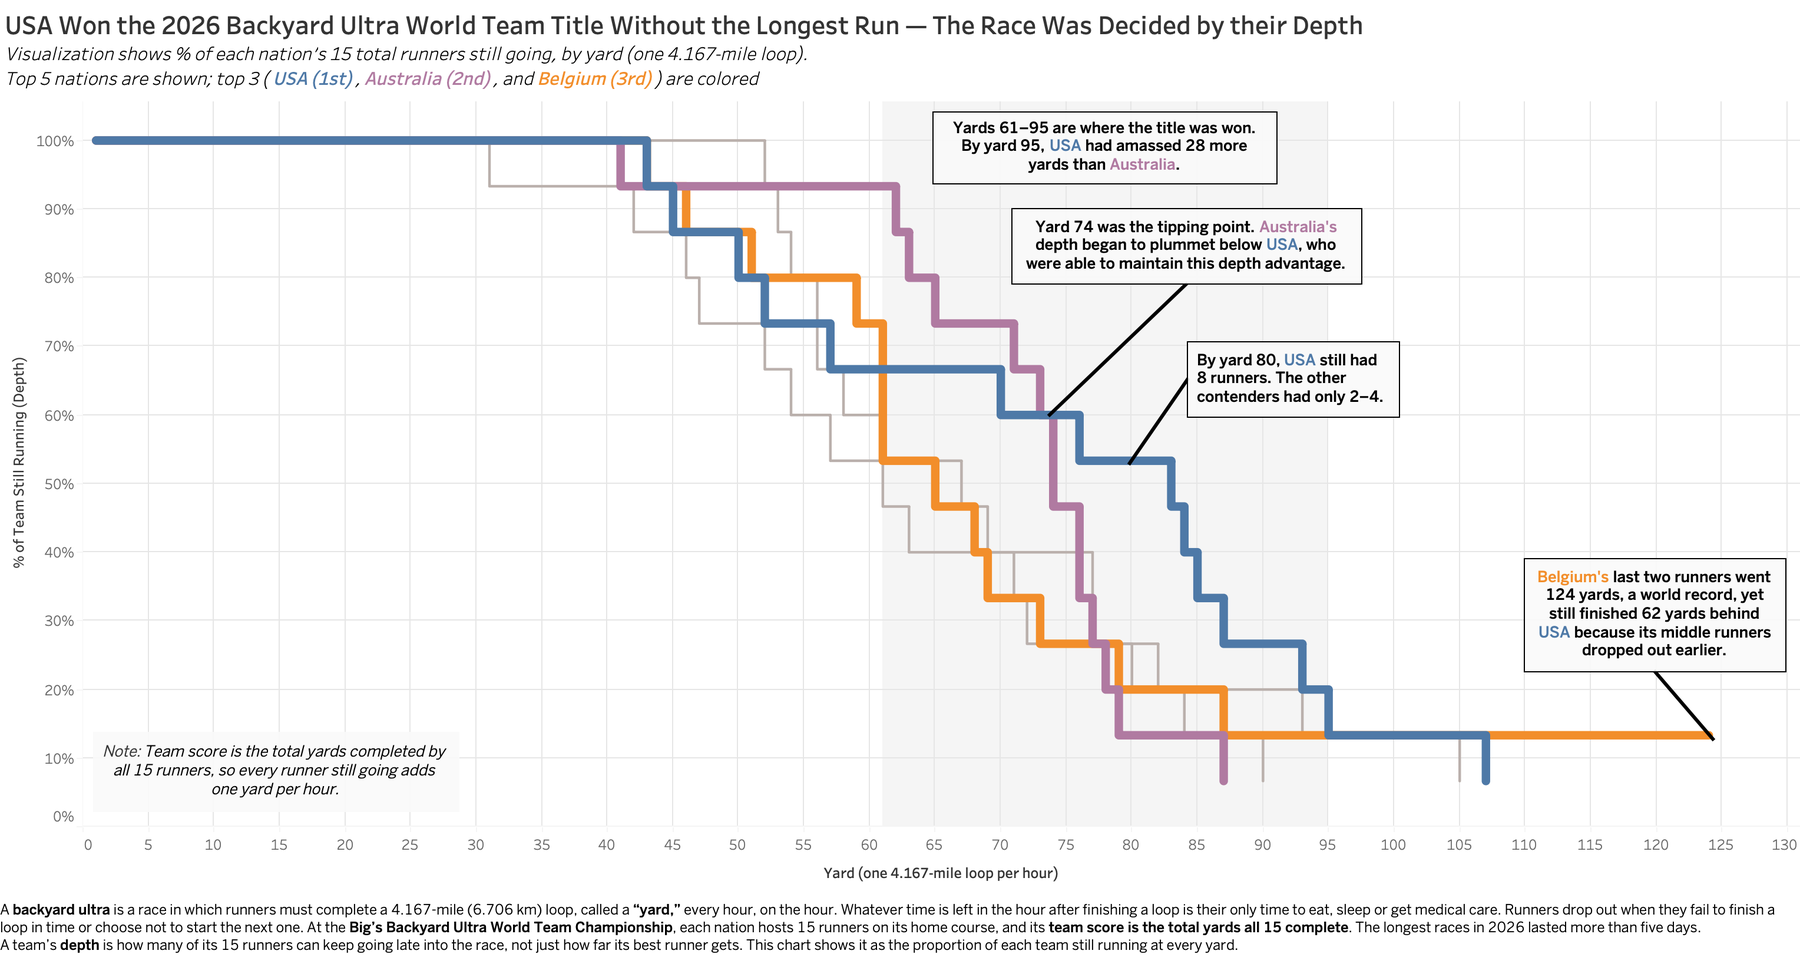 USA Won the 2026 Backyard Ultra World Team Title Without the Longest Run — The Race Was Decided by their Depth
Visualization shows % of each nation's 15 total runners still going, by yard (one 4.167-mile loop).
Top 5 nations are shown; top 3 ( USA (1st) , Australia (2nd) , and Belgium (3rd) ) are colored
Yards 61–95 are where the title was won.
By yard 95, USA had amassed 28 more
yards than Australia.
Yard 74 was the tipping point. Australia's
depth began to plummet below USA, who
were able to maintain this depth advantage.
By yard 80, USA still had
8 runners. The other
contenders had only 2–4.
Belgium's last two runners went
124 yards, a world record, yet
still finished 62 yards behind
USA because its middle runners
dropped out earlier.
Note: Team score is the total yards completed by
all 15 runners, so every runner still going adds
one yard per hour.
% of Team Still Running (Depth)
100%
90%
80%
70%
60%
50%
40%
30%
20%
10%
0%
0 5 10 15 20 25 30 35 40 45 50 55 60 65 70 75 80 85 90 95 100 105 110 115 120 125 130
Yard (one 4.167-mile loop per hour)
A backyard ultra is a race in which runners must complete a 4.167-mile (6.706 km) loop, called a “yard,” every hour, on the hour. Whatever time is left in the hour after finishing a loop is their only time to eat, sleep or get medical care. Runners drop out when they fail to finish a
loop in time or choose not to start the next one. At the Big's Backyard Ultra World Team Championship, each nation hosts 15 runners on its home course, and its team score is the total yards all 15 complete. The longest races in 2026 lasted more than five days.
A team's depth is how many of its 15 runners can keep going late into the race, not just how far its best runner gets. This chart shows it as the proportion of each team still running at every yard.